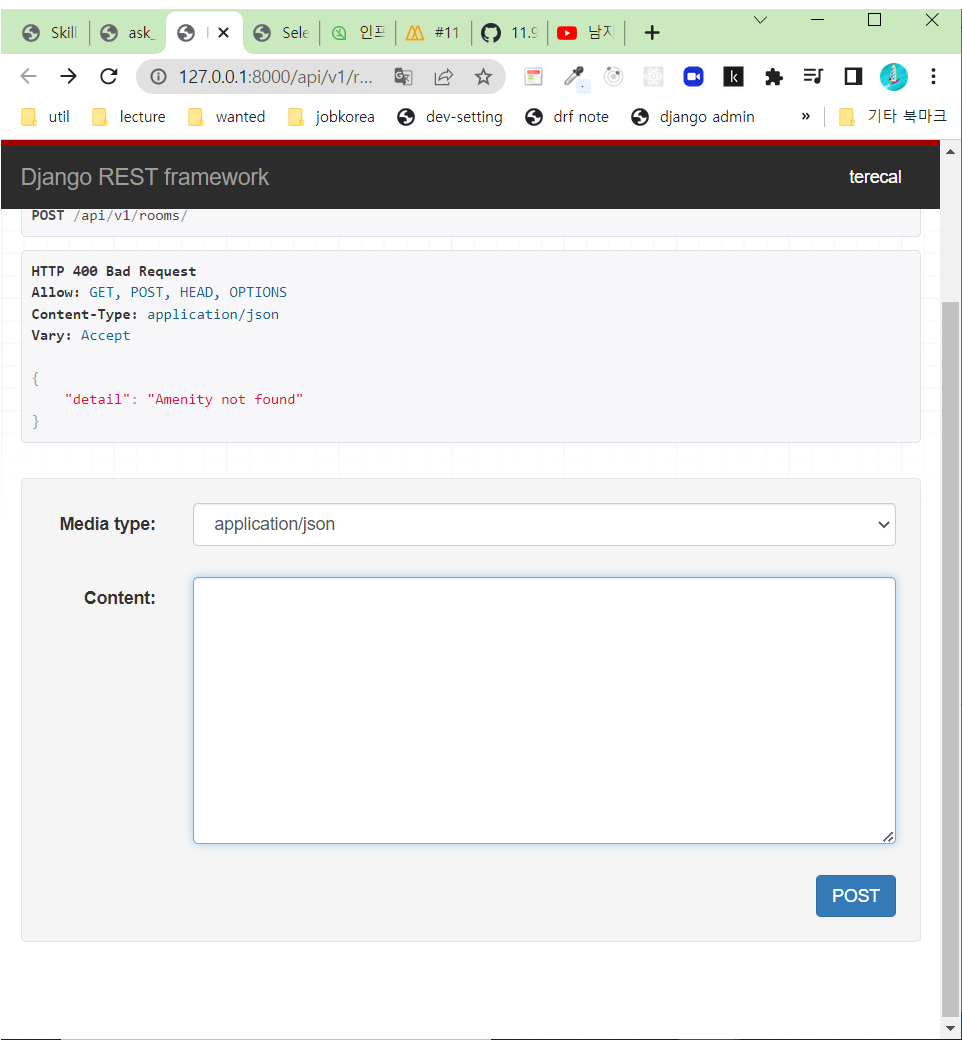 Skill ask_ Sele 인프 #11 11.9 남자
127.0.0.1:8000/api/v1/r...
util lecture wanted jobkorea dev-setting drf note django admin » 기타 북마크
Django REST framework terecal
POST /api/v1/rooms/
HTTP 400 Bad Request
Allow: GET, POST, HEAD, OPTIONS
Content-Type: application/json
Vary: Accept
{
"detail": "Amenity not found"
}
Media type: application/json
Content:
POST